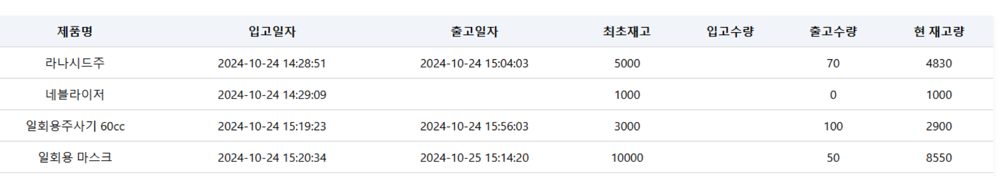 제품명 입고일자 출고일자 최초재고 입고수량 출고수량 현 재고량
라나시드주 2024-10-24 14:28:51 2024-10-24 15:04:03 5000 70 4830
네블라이저 2024-10-24 14:29:09 1000 0 1000
일회용주사기 60cc 2024-10-24 15:19:23 2024-10-24 15:56:03 3000 100 2900
일회용 마스크 2024-10-24 15:20:34 2024-10-25 15:14:20 10000 50 8550